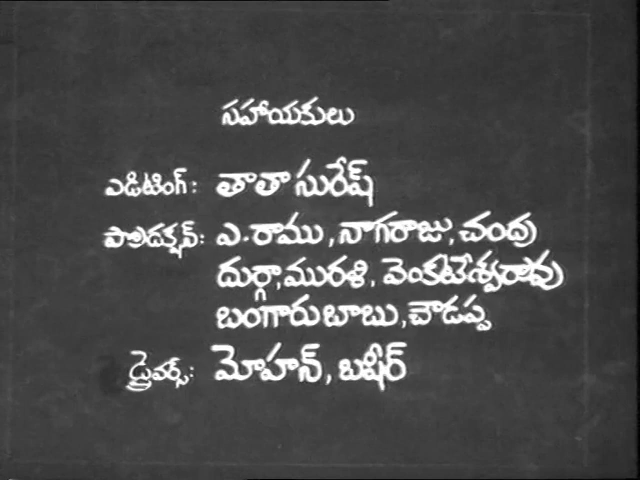 సహాయకులు
ఎడిటింగ్: తాతా సురేష్
ప్రొడక్షన్: ఎ.రాము, నాగరాజు, చందు
దుర్గా, మురళి, వెంకటేశ్వరరావు
బంగారుబాబు, చౌడప్ప
డ్రైవర్స్: మోహన్, బషీర్